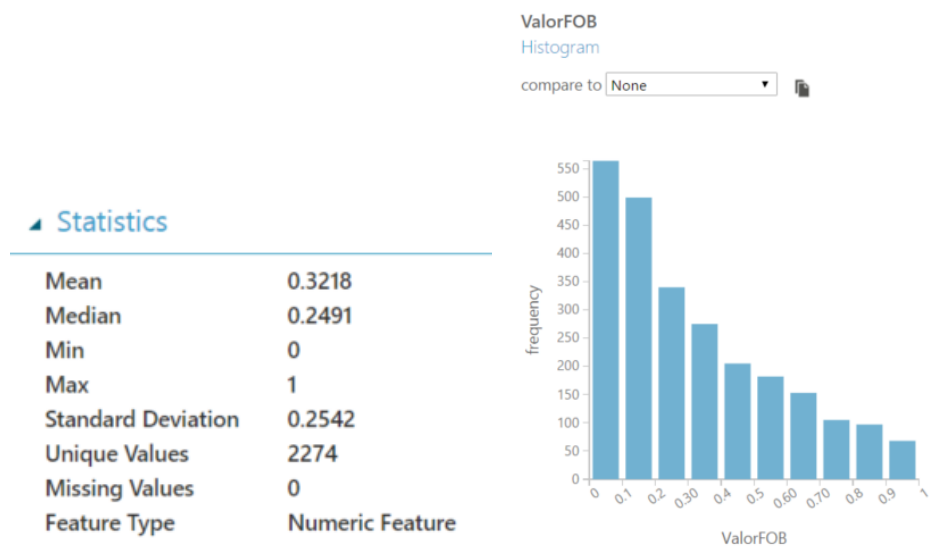 ValorFOB
Histogram
compare to None
Statistics
Mean 0.3218
Median 0.2491
Min 0
Max 1
Standard Deviation 0.2542
Unique Values 2274
Missing Values 0
Feature Type Numeric Feature
550
500
450
400
350
300
250
200
150
100
50
0
frequency
0 0.1 0.2 0.30 0.4 0.5 0.60 0.70 0.8 0.9 1
ValorFOB